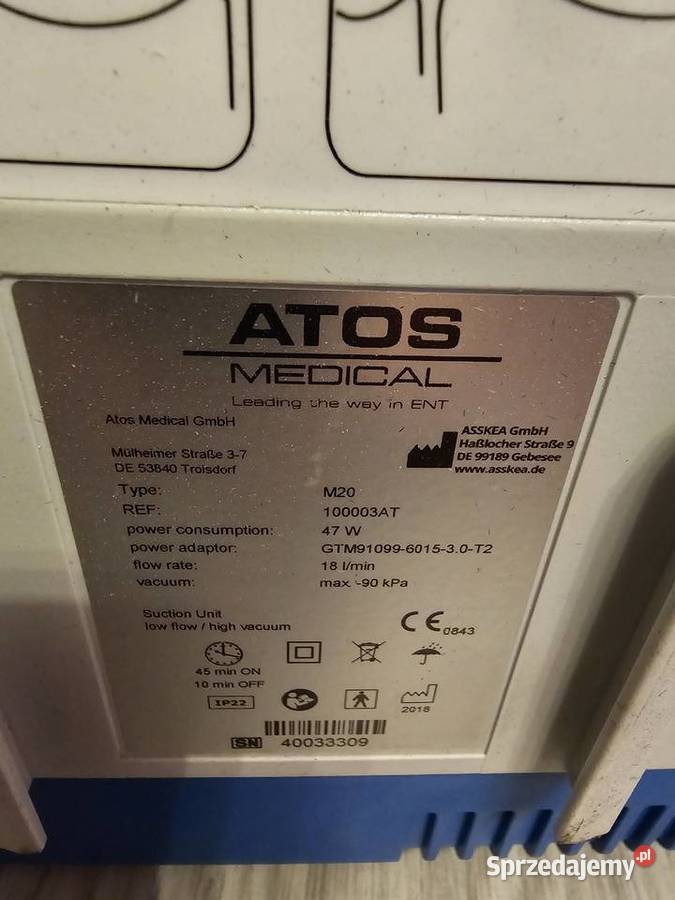 ATOS
MEDICAL
Leading the way in ENT
Atos Medical GmbH
Mülheimer Straße 3-7
DE 53840 Troisdorf
ASSKEA GmbH
Haßlocher Straße 9
DE 99189 Gebesee
www.asskea.de
Type: M20
REF: 100003AT
power consumption: 47 W
power adaptor: GTM91099-6015-3.0-T2
flow rate: 18 l/min
vacuum: max -90 kPa
Suction Unit
low flow / high vacuum
CE 0843
45 min ON
10 min OFF
IP22
2018
SN 40033309
Sprzedajemy.pl